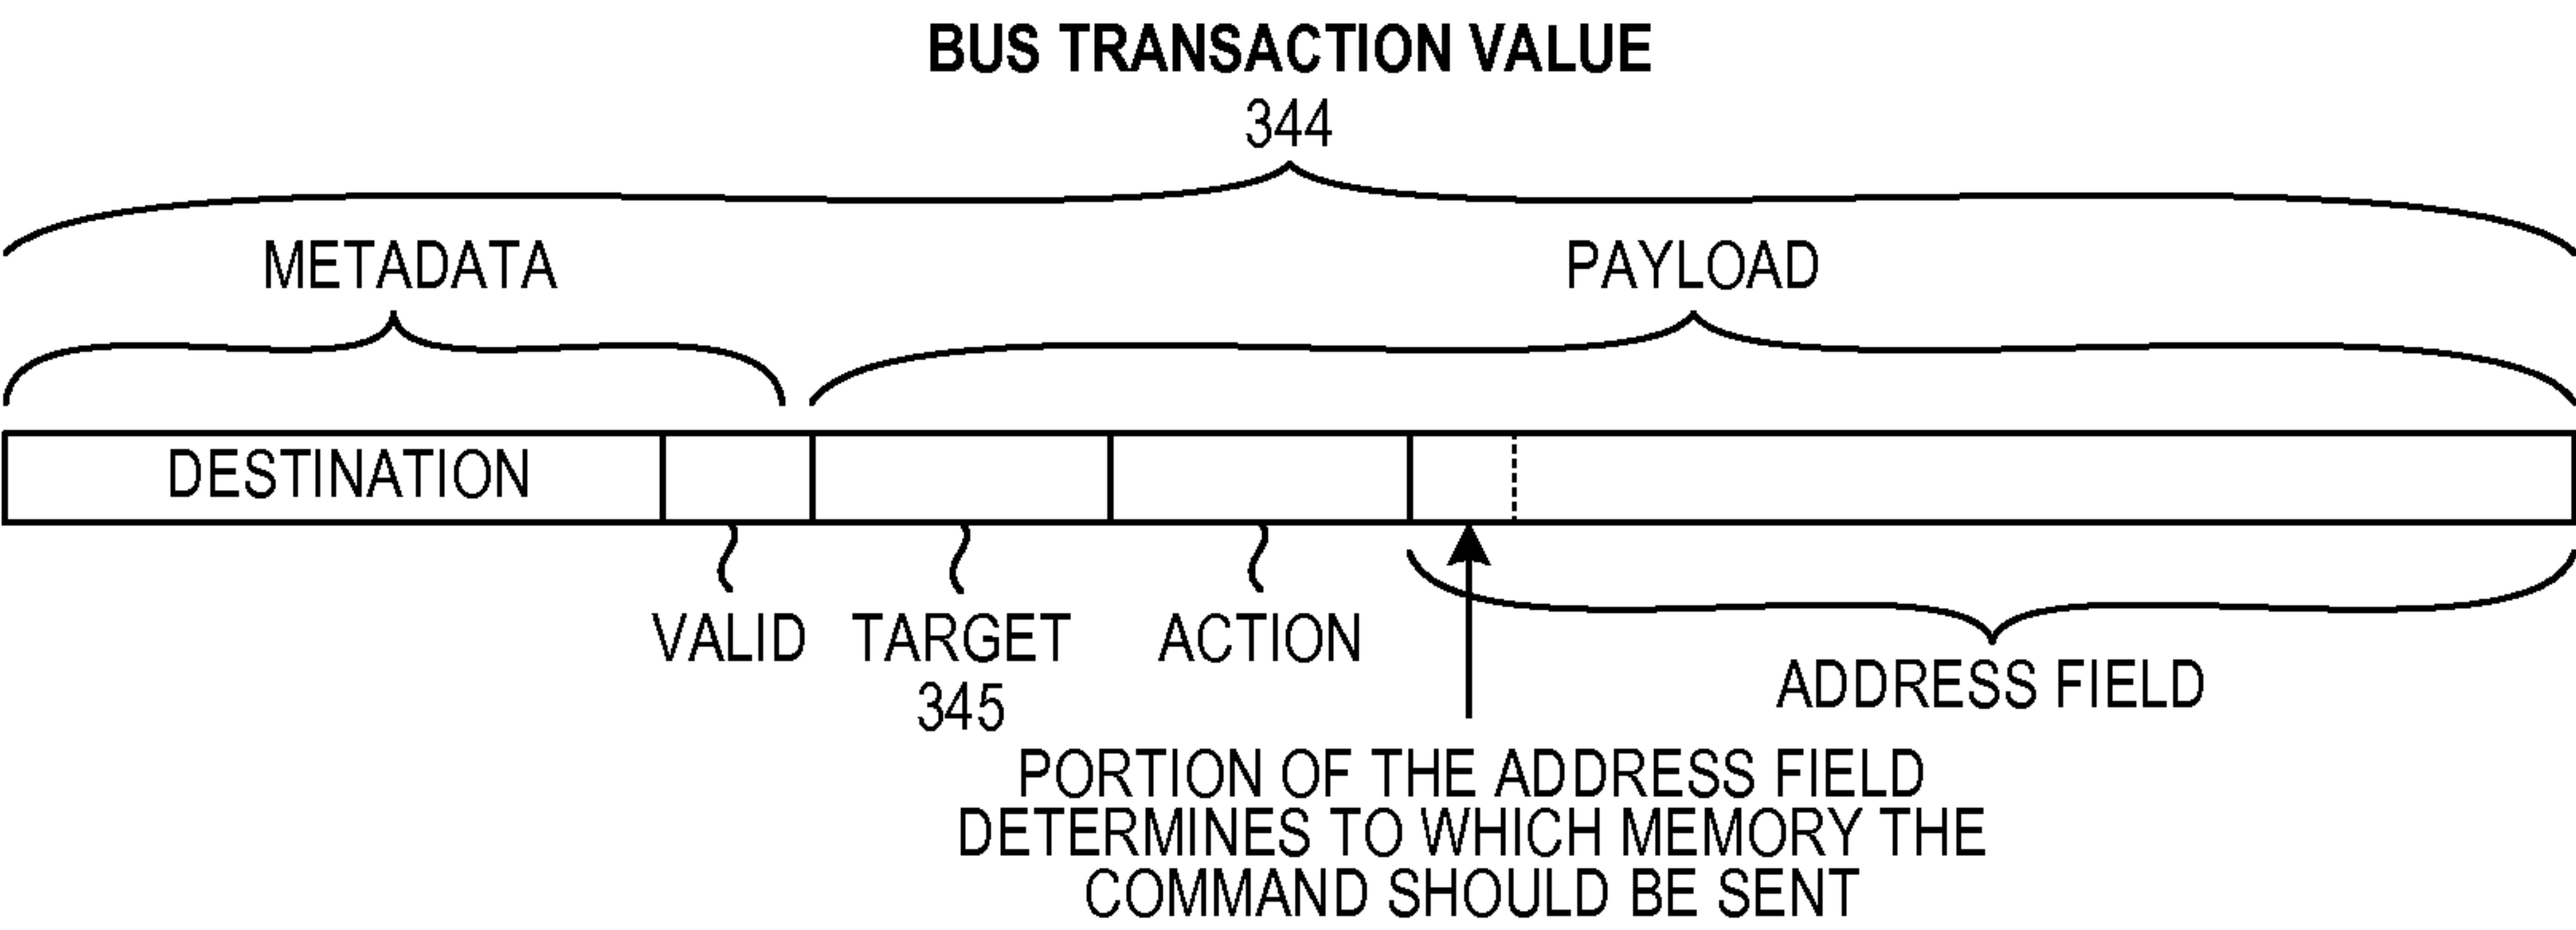 BUS TRANSACTION VALUE
344
METADATA
PAYLOAD
DESTINATION
VALID
TARGET
345
ACTION
ADDRESS FIELD
PORTION OF THE ADDRESS FIELD
DETERMINES TO WHICH MEMORY THE
COMMAND SHOULD BE SENT